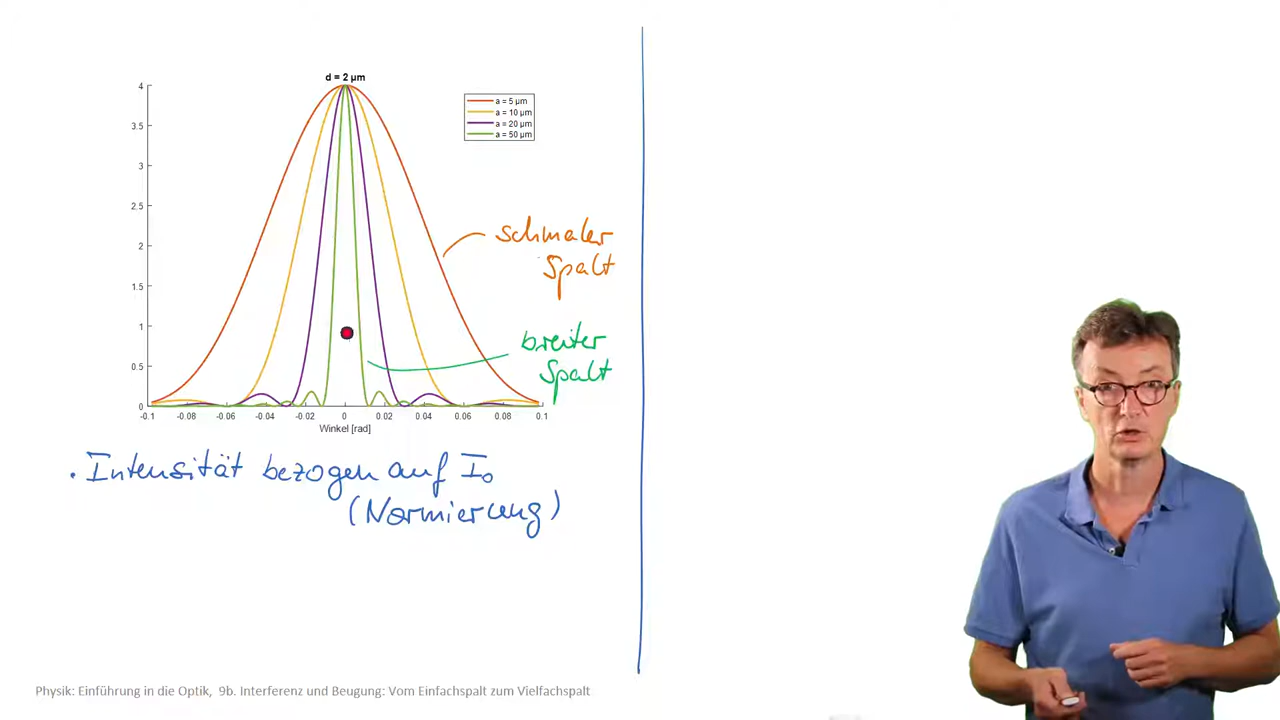 d = 2 µm
4
3.5
3
2.5
2
1.5
1
0.5
0
a = 5 µm
a = 10 µm
a = 20 µm
a = 50 µm
schmaler
Spalt
breiter
Spalt
-0.1 -0.08 -0.06 -0.04 -0.02 0 0.02 0.04 0.06 0.08 0.1
Winkel [rad]
• Intensität bezogen auf I₀
(Normierung)
Physik: Einführung in die Optik, 9b. Interferenz und Beugung: Vom Einfachspalt zum Vielfachspalt